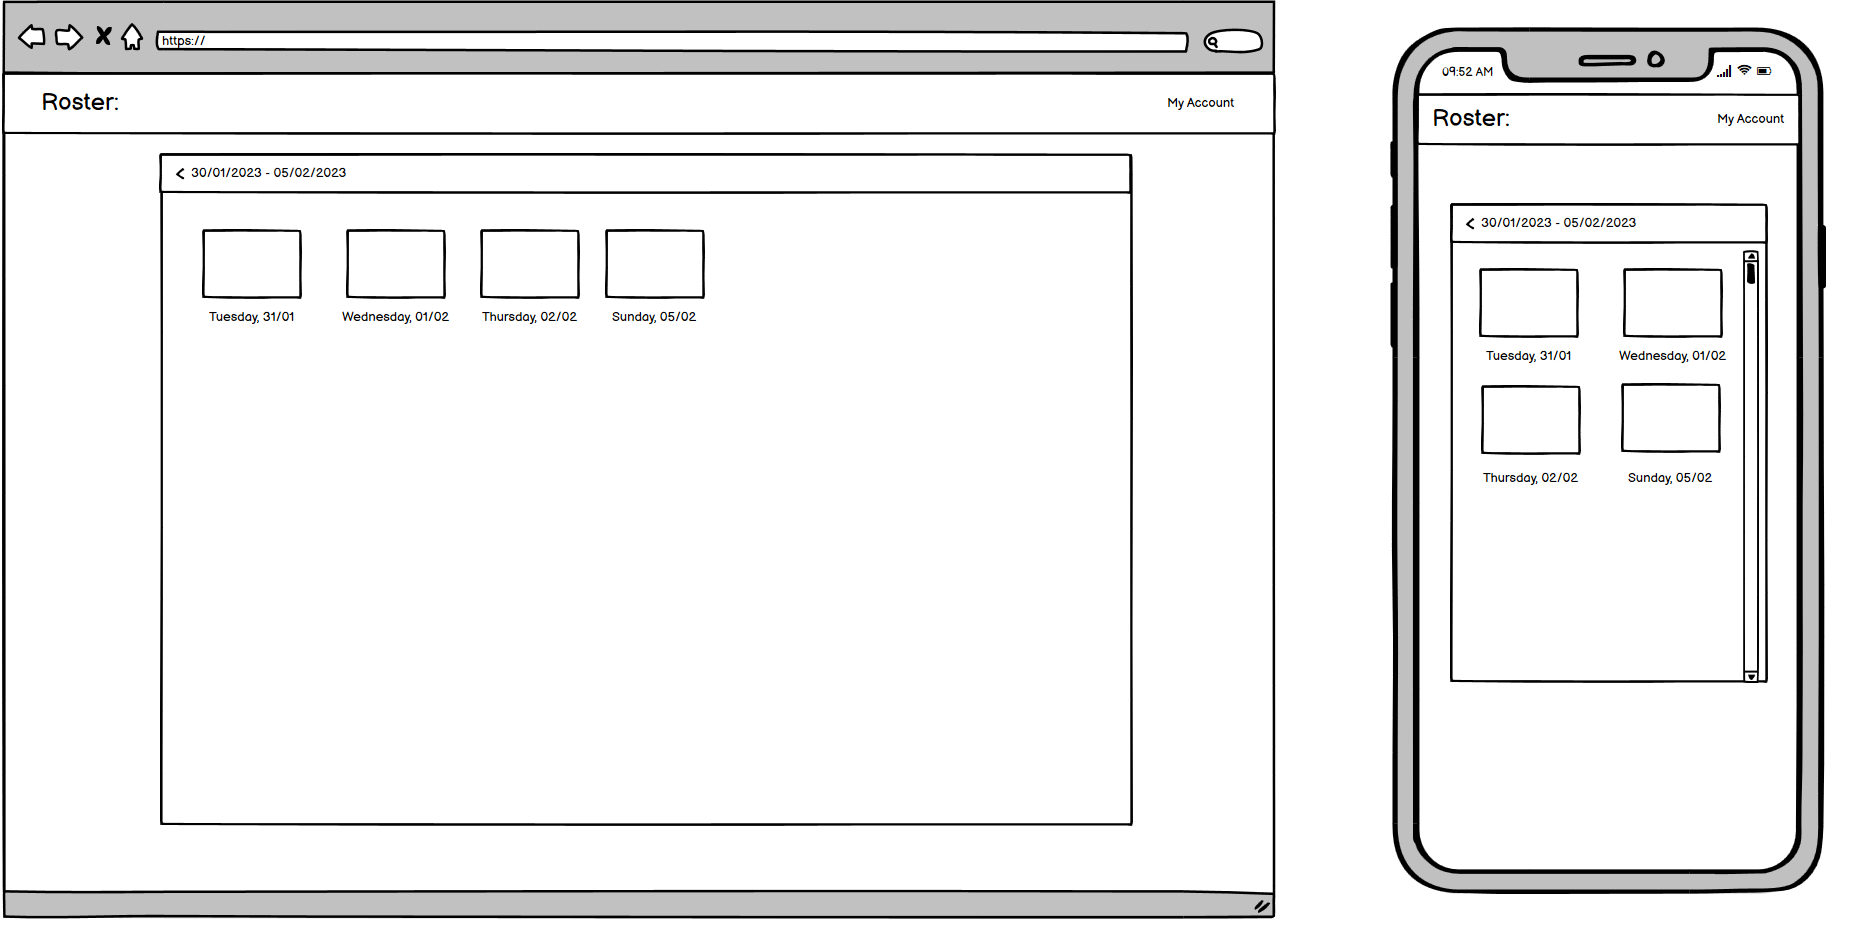 https://
Roster:
My Account
30/01/2023 - 05/02/2023
Tuesday, 31/01
Wednesday, 01/02
Thursday, 02/02
Sunday, 05/02
09:52 AM
Roster:
My Account
30/01/2023 - 05/02/2023
Tuesday, 31/01
Wednesday, 01/02
Thursday, 02/02
Sunday, 05/02